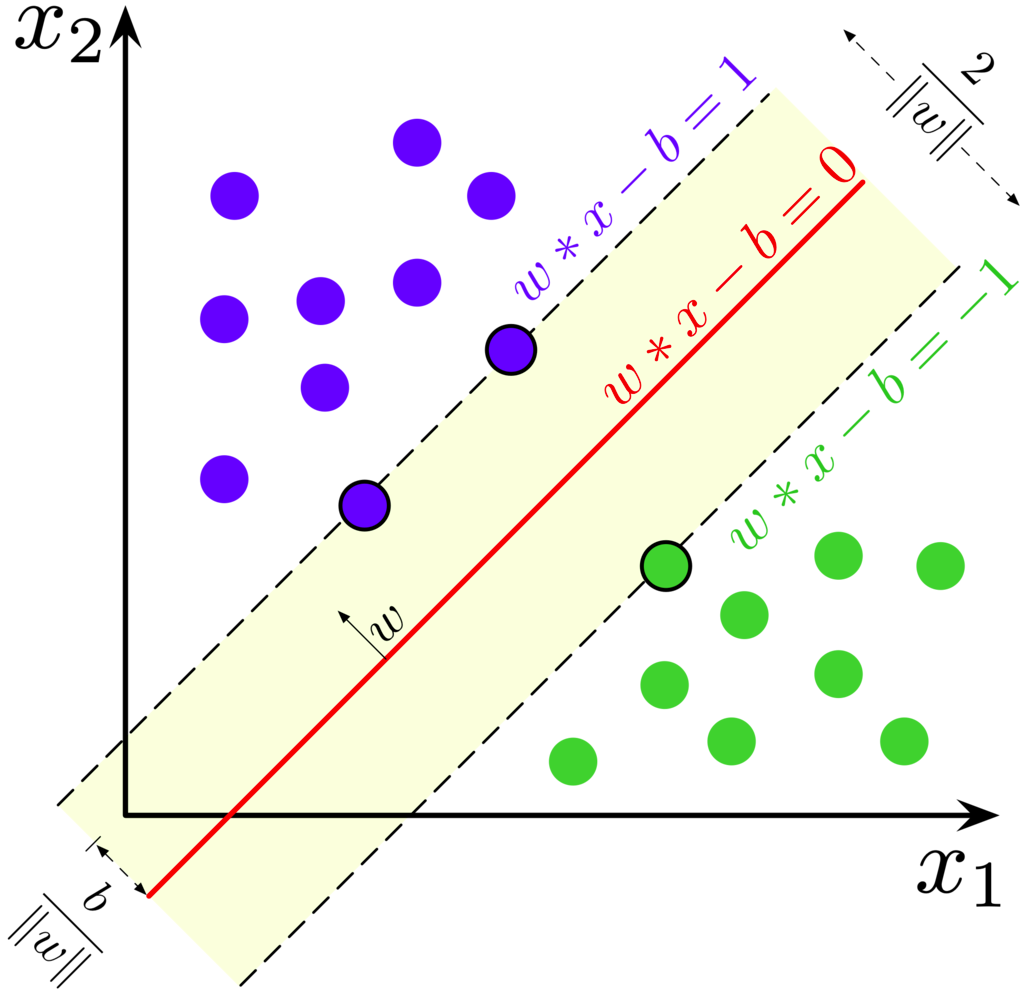 x₂
w * x − b = 1
2
‖w‖
w * x − b = 0
w * x − b = −1
w
b
‖w‖
x₁